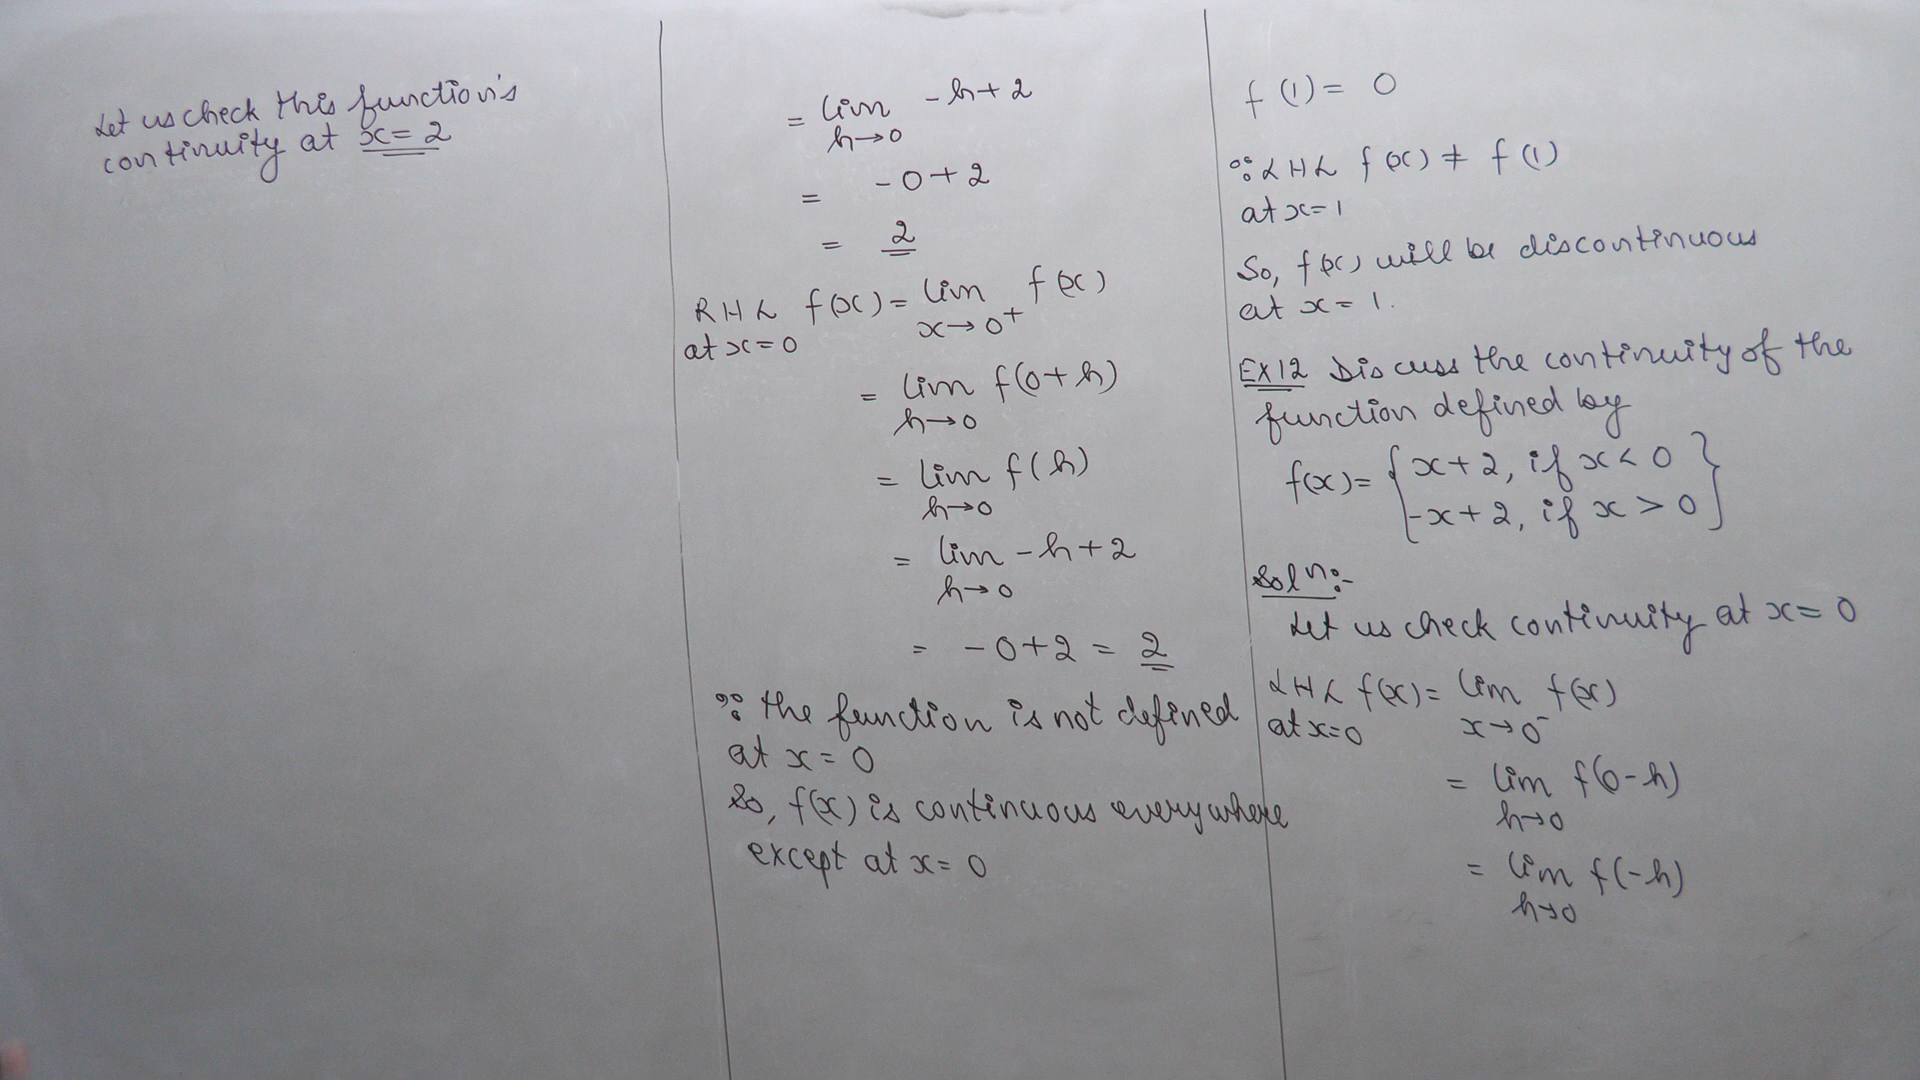 Let us check this function's
continuity at x = 2
= lim -h + 2
h→0
= -0 + 2
= 2
RHL f(x) = lim f(x)
at x = 0 x→0+
= lim f(0 + h)
h→0
= lim f(h)
h→0
= lim -h + 2
h→0
= -0 + 2 = 2
∵ the function is not defined
at x = 0
So, f(x) is continuous everywhere
except at x = 0
f(1) = 0
∵ LHL f(x) ≠ f(1)
at x = 1
So, f(x) will be discontinuous
at x = 1.
EX12 Discuss the continuity of the
function defined by
f(x) = { x + 2, if x < 0 }
-x + 2, if x > 0
Soln:-
Let us check continuity at x = 0
LHL f(x) = lim f(x)
at x = 0 x→0-
= lim f(0 - h)
h→0
= lim f(-h)
h→0